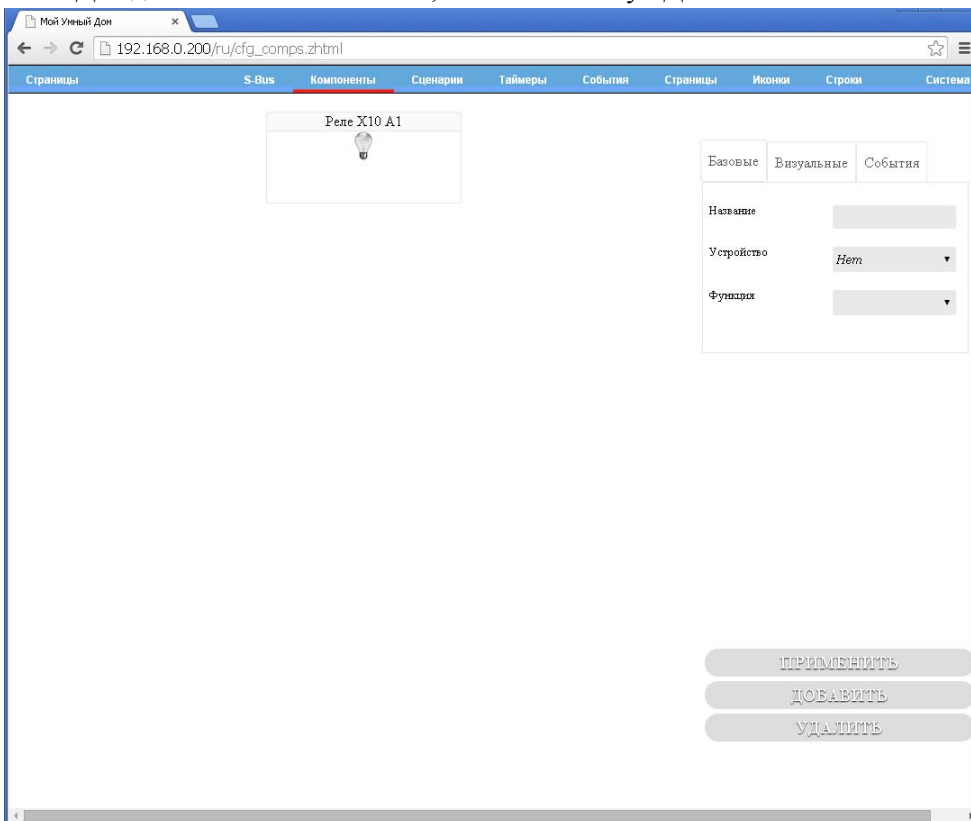 Мой Умный Дом
192.168.0.200/ru/cfg_comps.zhtml
Страницы S-Bus Компоненты Сценарии Таймеры События Страницы Иконки Строки Система
Реле X10 A1
Базовые Визуальные События
Название
Устройство Нет
Функция
ПРИМЕНИТЬ
ДОБАВИТЬ
УДАЛИТЬ